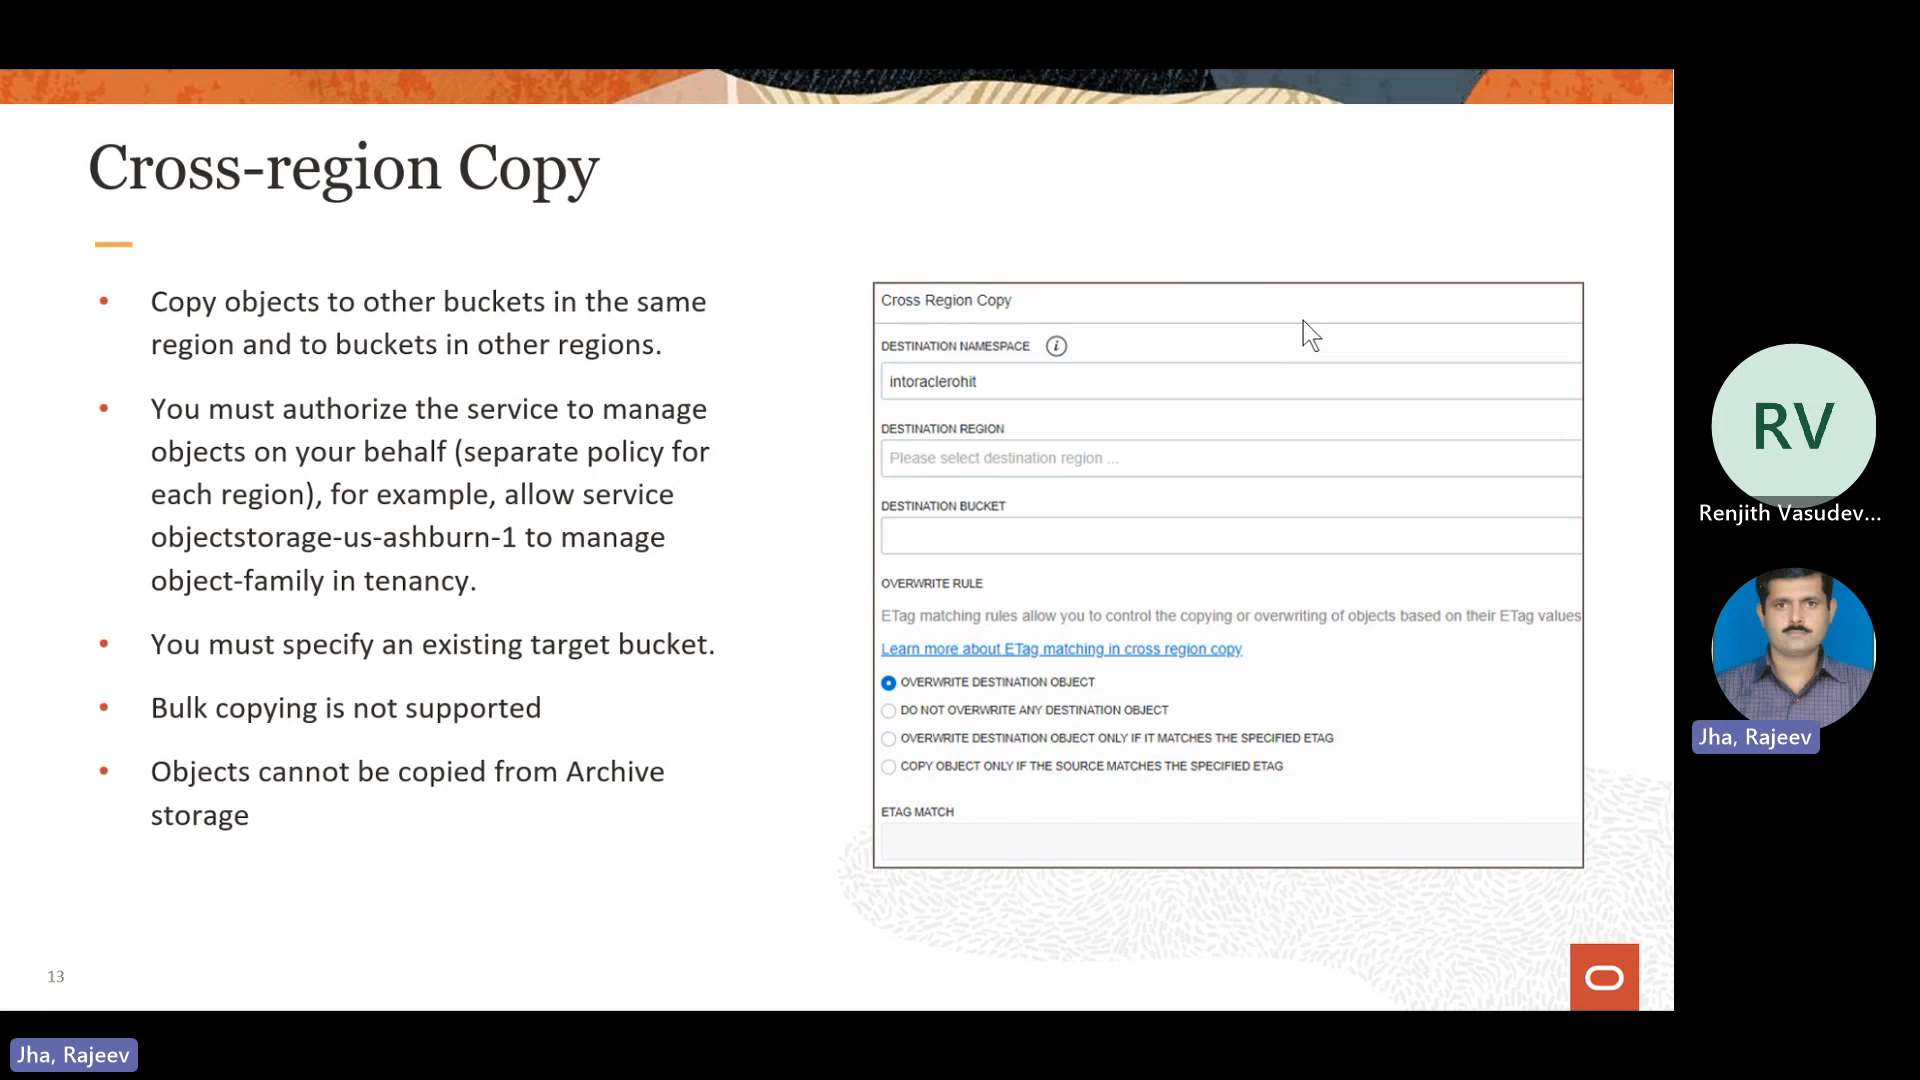 Cross-region Copy
• Copy objects to other buckets in the same
region and to buckets in other regions.
• You must authorize the service to manage
objects on your behalf (separate policy for
each region), for example, allow service
objectstorage-us-ashburn-1 to manage
object-family in tenancy.
• You must specify an existing target bucket.
• Bulk copying is not supported
• Objects cannot be copied from Archive
storage
13
Cross Region Copy
DESTINATION NAMESPACE i
intoraclerohit
DESTINATION REGION
Please select destination region ...
DESTINATION BUCKET
OVERWRITE RULE
ETag matching rules allow you to control the copying or overwriting of objects based on their ETag values
Learn more about ETag matching in cross region copy
OVERWRITE DESTINATION OBJECT
DO NOT OVERWRITE ANY DESTINATION OBJECT
OVERWRITE DESTINATION OBJECT ONLY IF IT MATCHES THE SPECIFIED ETAG
COPY OBJECT ONLY IF THE SOURCE MATCHES THE SPECIFIED ETAG
ETAG MATCH
RV
Renjith Vasudev...
Jha, Rajeev
Jha, Rajeev